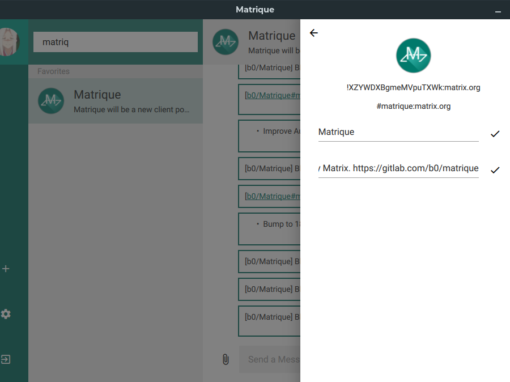 Matrique
matriq
Favorites
Matrique
Matrique will be a new client po...
Matrique
Matrique will b
[b0/Matrique] B
[b0/Matrique#m
• Improve A
[b0/Matrique] B
[b0/Matrique#m
• Bump to 1
[b0/Matrique] B
[b0/Matrique] B
[b0/Matrique] B
Send a Mess
!XZYWDXBgmeMVpuTXWk:matrix.org
#matrique:matrix.org
Matrique
Matrix. https://gitlab.com/b0/matrique